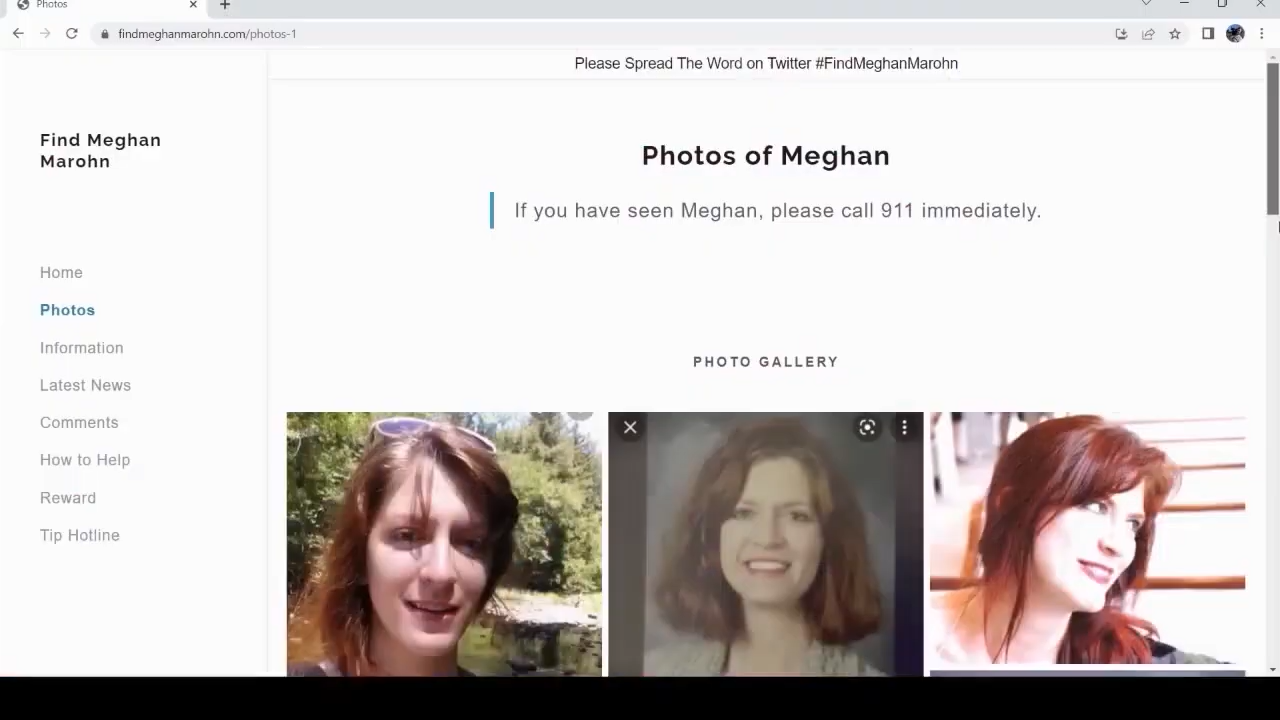 Photos
findmeghanmarohn.com/photos-1
Please Spread The Word on Twitter #FindMeghanMarohn
Find Meghan
Marohn
Home
Photos
Information
Latest News
Comments
How to Help
Reward
Tip Hotline
Photos of Meghan
If you have seen Meghan, please call 911 immediately.
PHOTO GALLERY